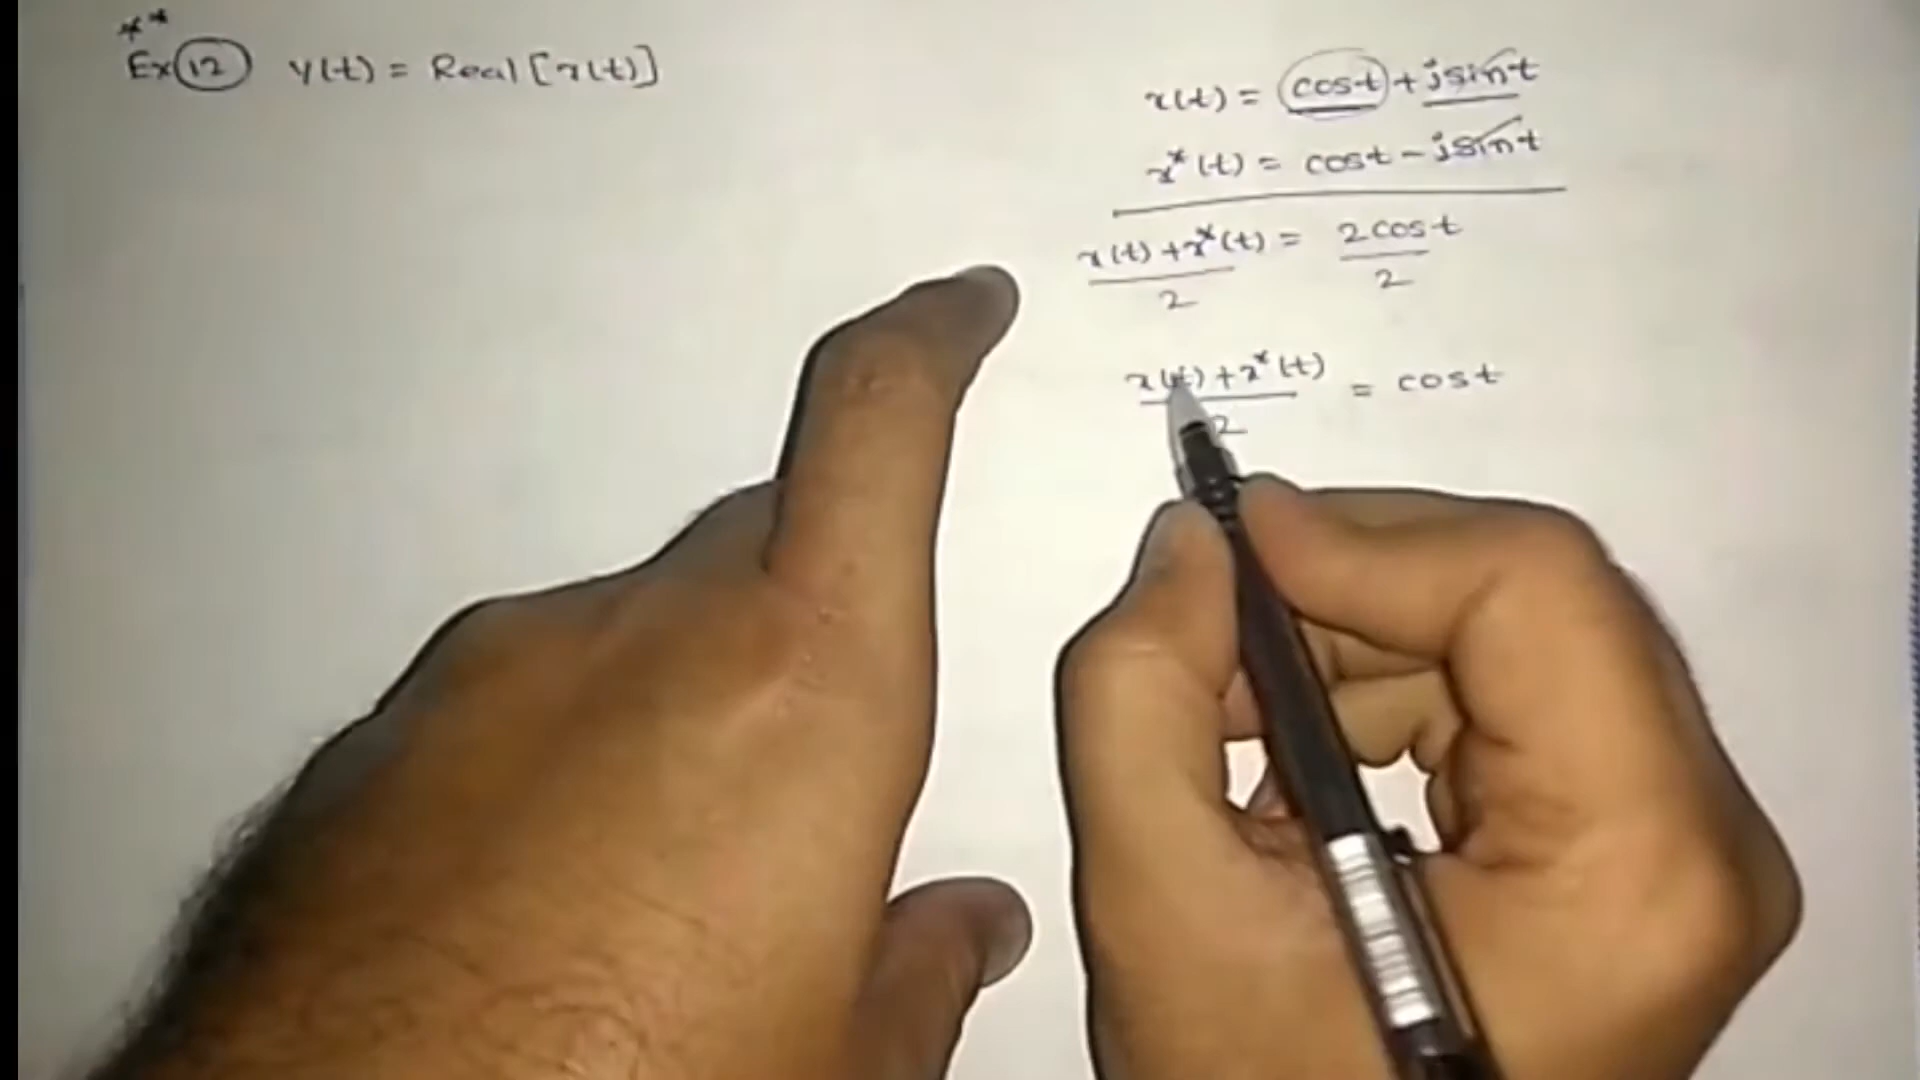 **
Ex 12 y(t) = Real [x(t)]
x(t) = cost + jsint
x*(t) = cost - jsint
x(t) + x*(t) = 2cost
2 2
x(t) + x*(t) = cost
2